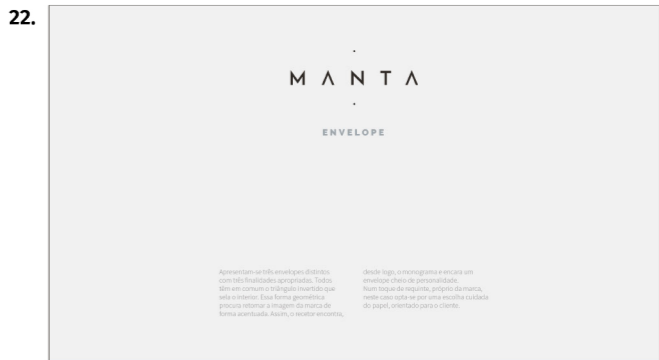 22.
MANTA
ENVELOPE
Apresentam-se três envelopes distintos
com três finalidades apropriadas. Todos
têm em comum o triângulo invertido que
sela o interior. Essa forma geométrica
procura retomar a imagem da marca de
forma acentuada. Assim, o recetor encontra,
desde logo, o monograma e encare um
envelope cheio de personalidade.
Num toque de requinte, próprio da marca,
neste caso opta-se por uma escolha cuidada
do papel, orientado para o cliente.